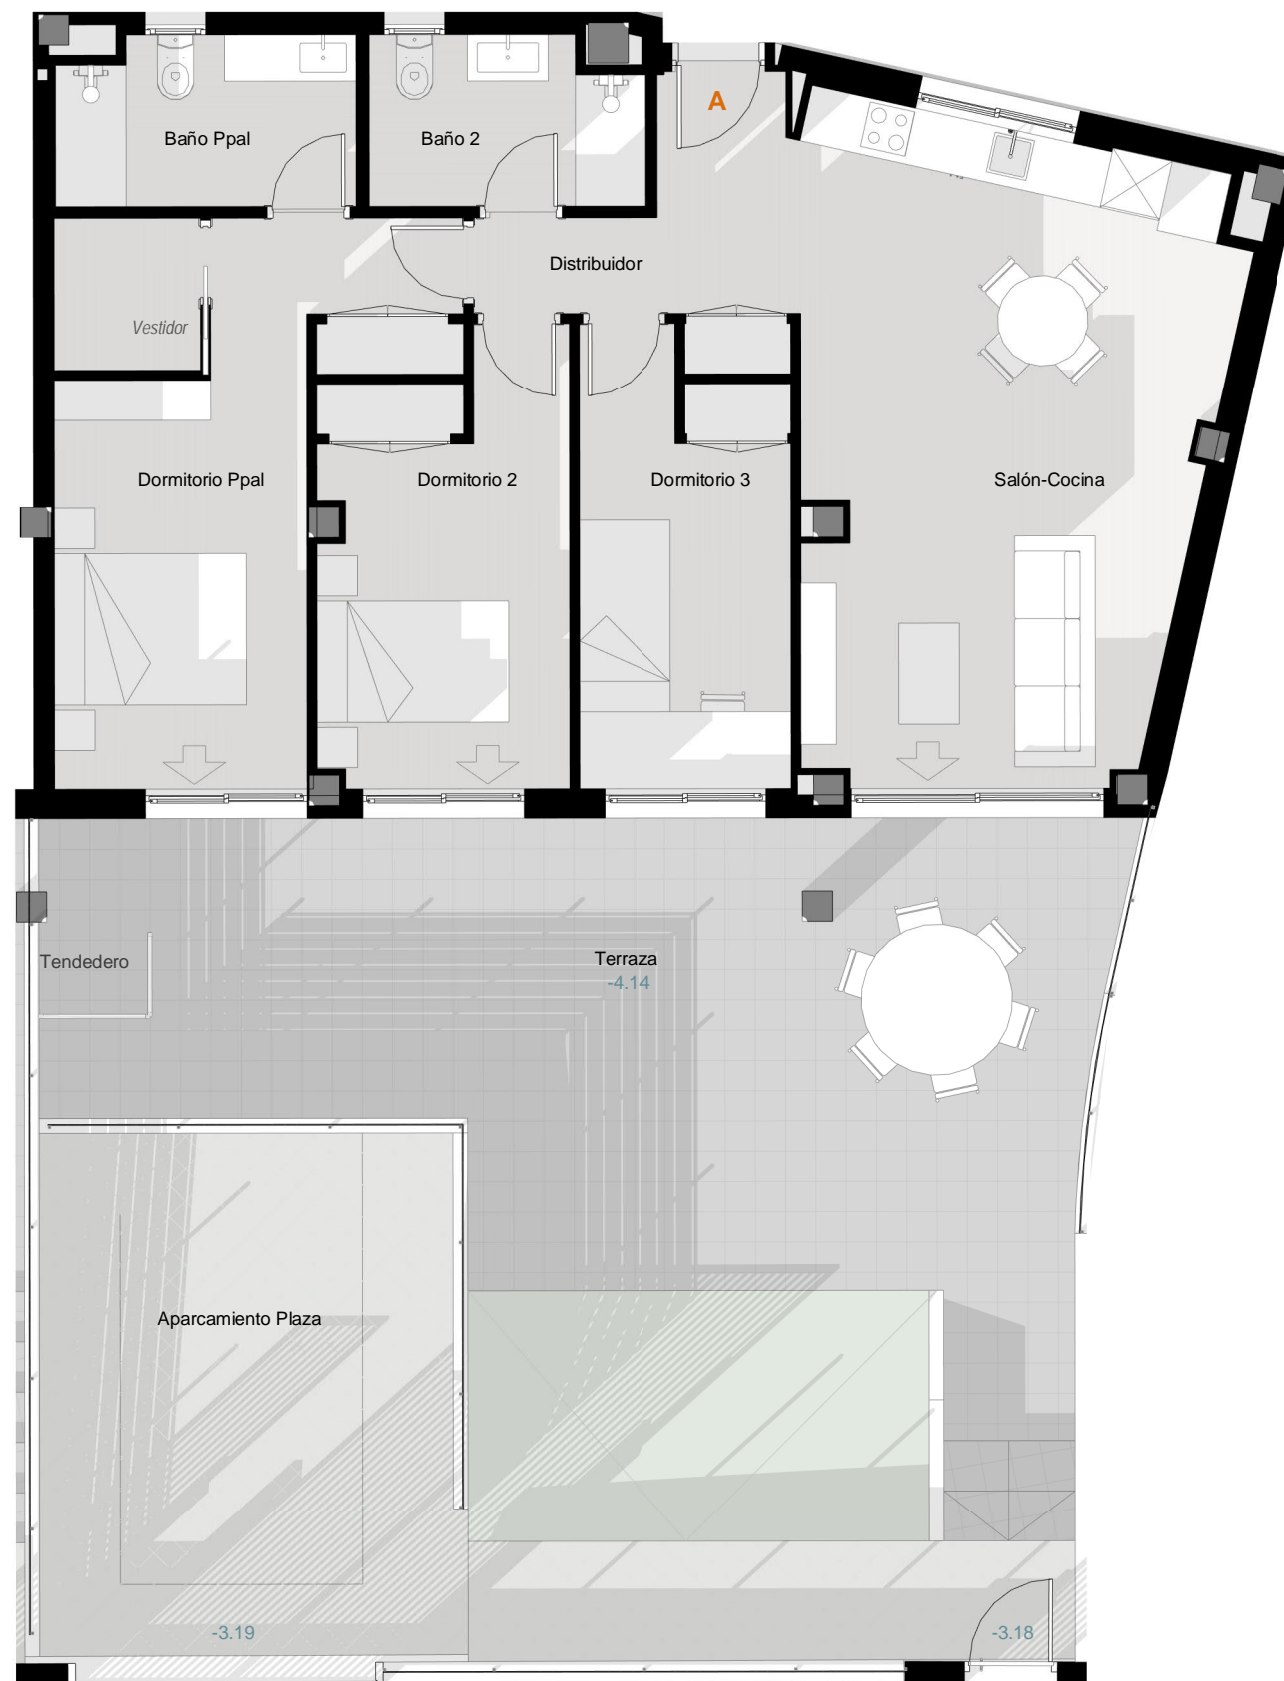 A
Baño Ppal
Baño 2
Distribuidor
Vestidor
Dormitorio Ppal
Dormitorio 2
Dormitorio 3
Salón-Cocina
Tendedero
Terraza
-4.14
Aparcamiento Plaza
-3.19
-3.18